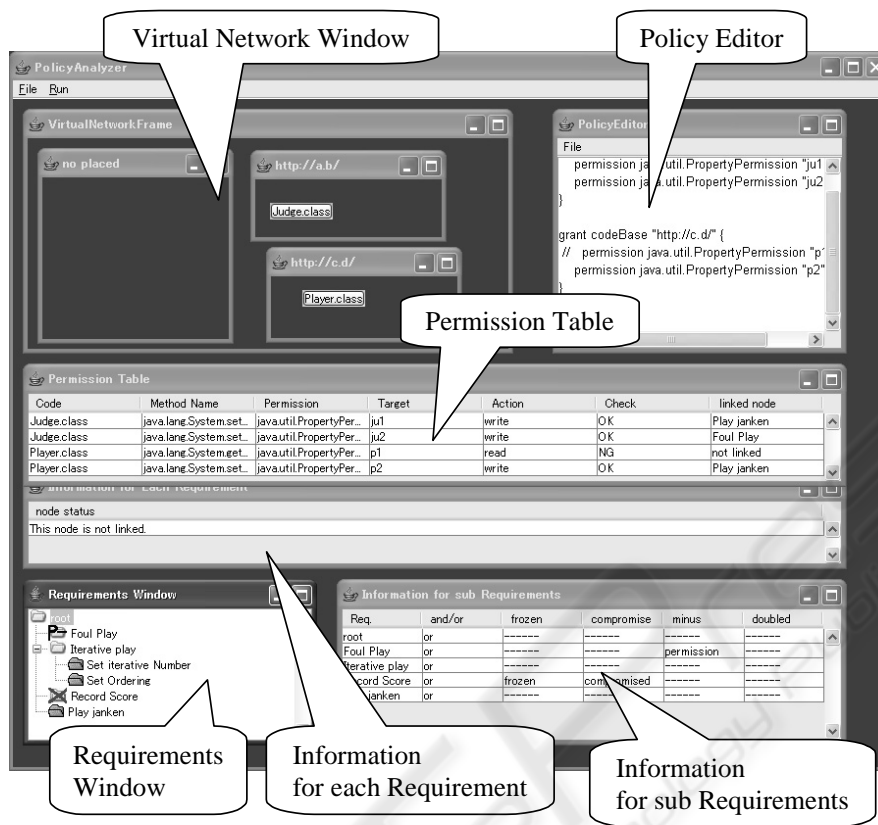 Virtual Network Window
Policy Editor
PolicyAnalyzer
File Run
VirtualNetworkFrame
PolicyEditor
no placed
http://a.b/
Judge.class
http://c.d/
Player.class
File
permission java.util.PropertyPermission "ju1
permission java.util.PropertyPermission "ju2
}
grant codeBase "http://c.d/" {
// permission java.util.PropertyPermission "p1
permission java.util.PropertyPermission "p2"
}
Permission Table
Permission Table
Code Method Name Permission Target Action Check linked node
Judge.class java.lang.System.set... java.util.PropertyPer... ju1 write OK Play janken
Judge.class java.lang.System.set... java.util.PropertyPer... ju2 write OK Foul Play
Player.class java.lang.System.get... java.util.PropertyPer... p1 read NG not linked
Player.class java.lang.System.set... java.util.PropertyPer... p2 write OK Play janken
Information for Each Requirement
node status
This node is not linked.
Requirements Window
root
Foul Play
Iterative play
Set iterative Number
Set Ordering
Record Score
Play janken
Information for sub Requirements
Req. and/or frozen compromise minus doubled
root or ------ ------ ------ ------
Foul Play or ------ ------ permission ------
Iterative play or ------ ------ ------ ------
Record Score or frozen compromised ------ ------
janken or ------ ------ ------ ------
Requirements
Window
Information
for each Requirement
Information
for sub Requirements